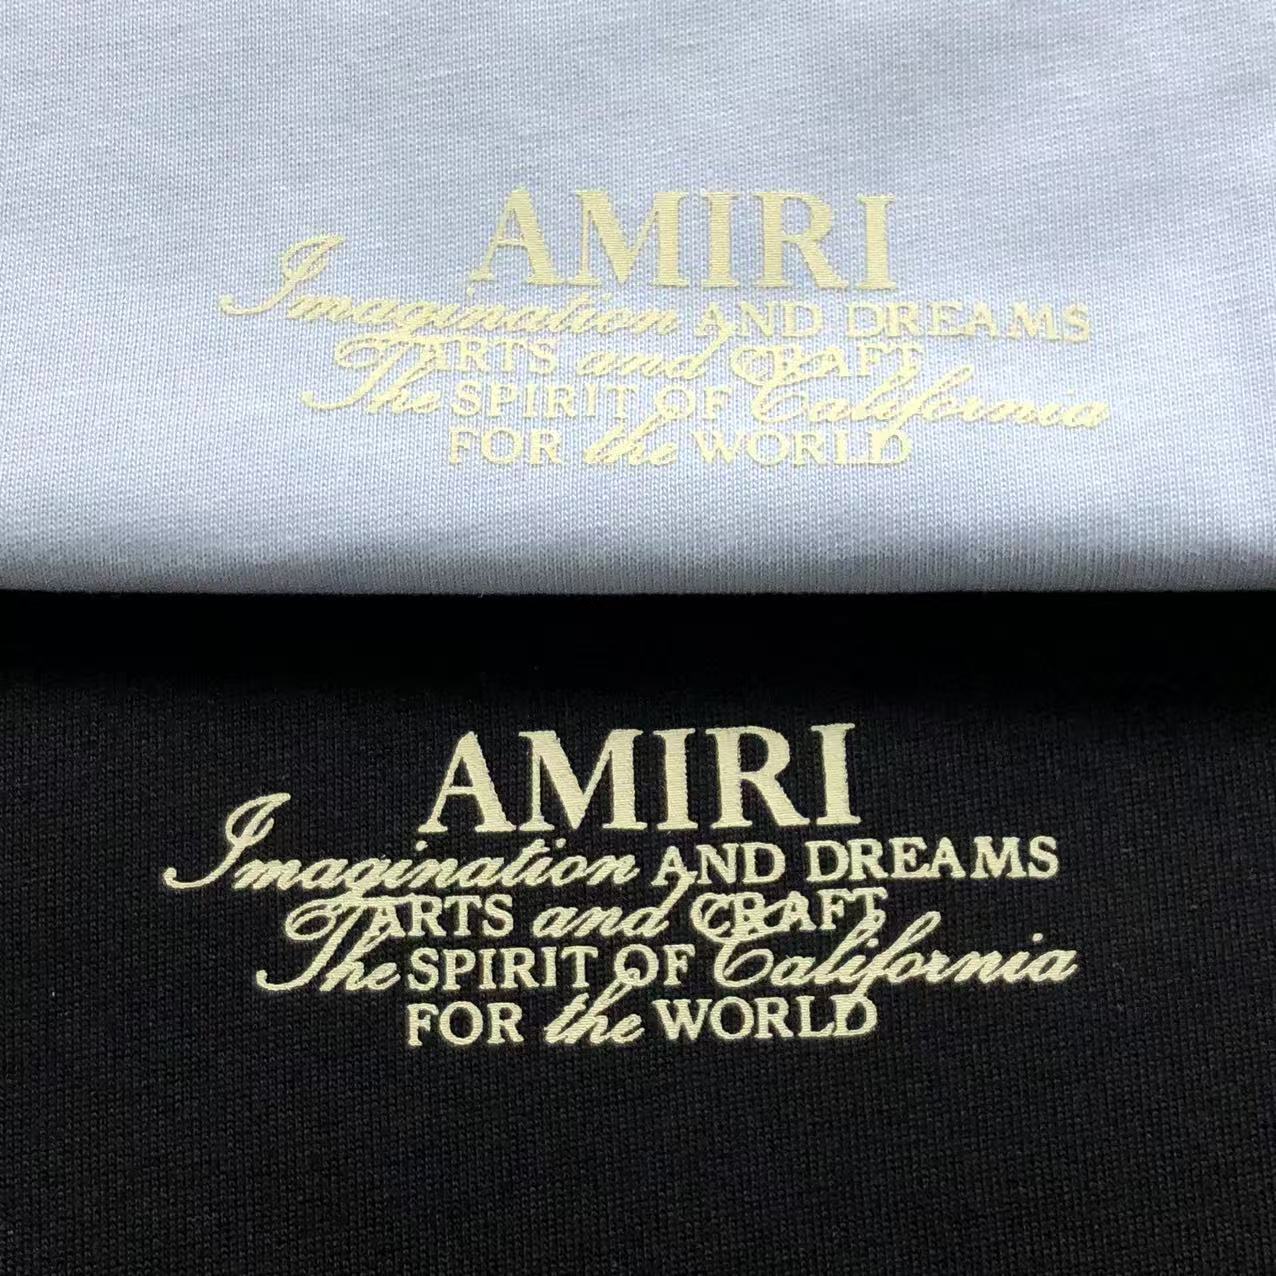 AMIRI
Imagination AND DREAMS
ARTS and CRAFT
The SPIRIT OF California
FOR the WORLD
AMIRI
Imagination AND DREAMS
ARTS and CRAFT
The SPIRIT OF California
FOR the WORLD